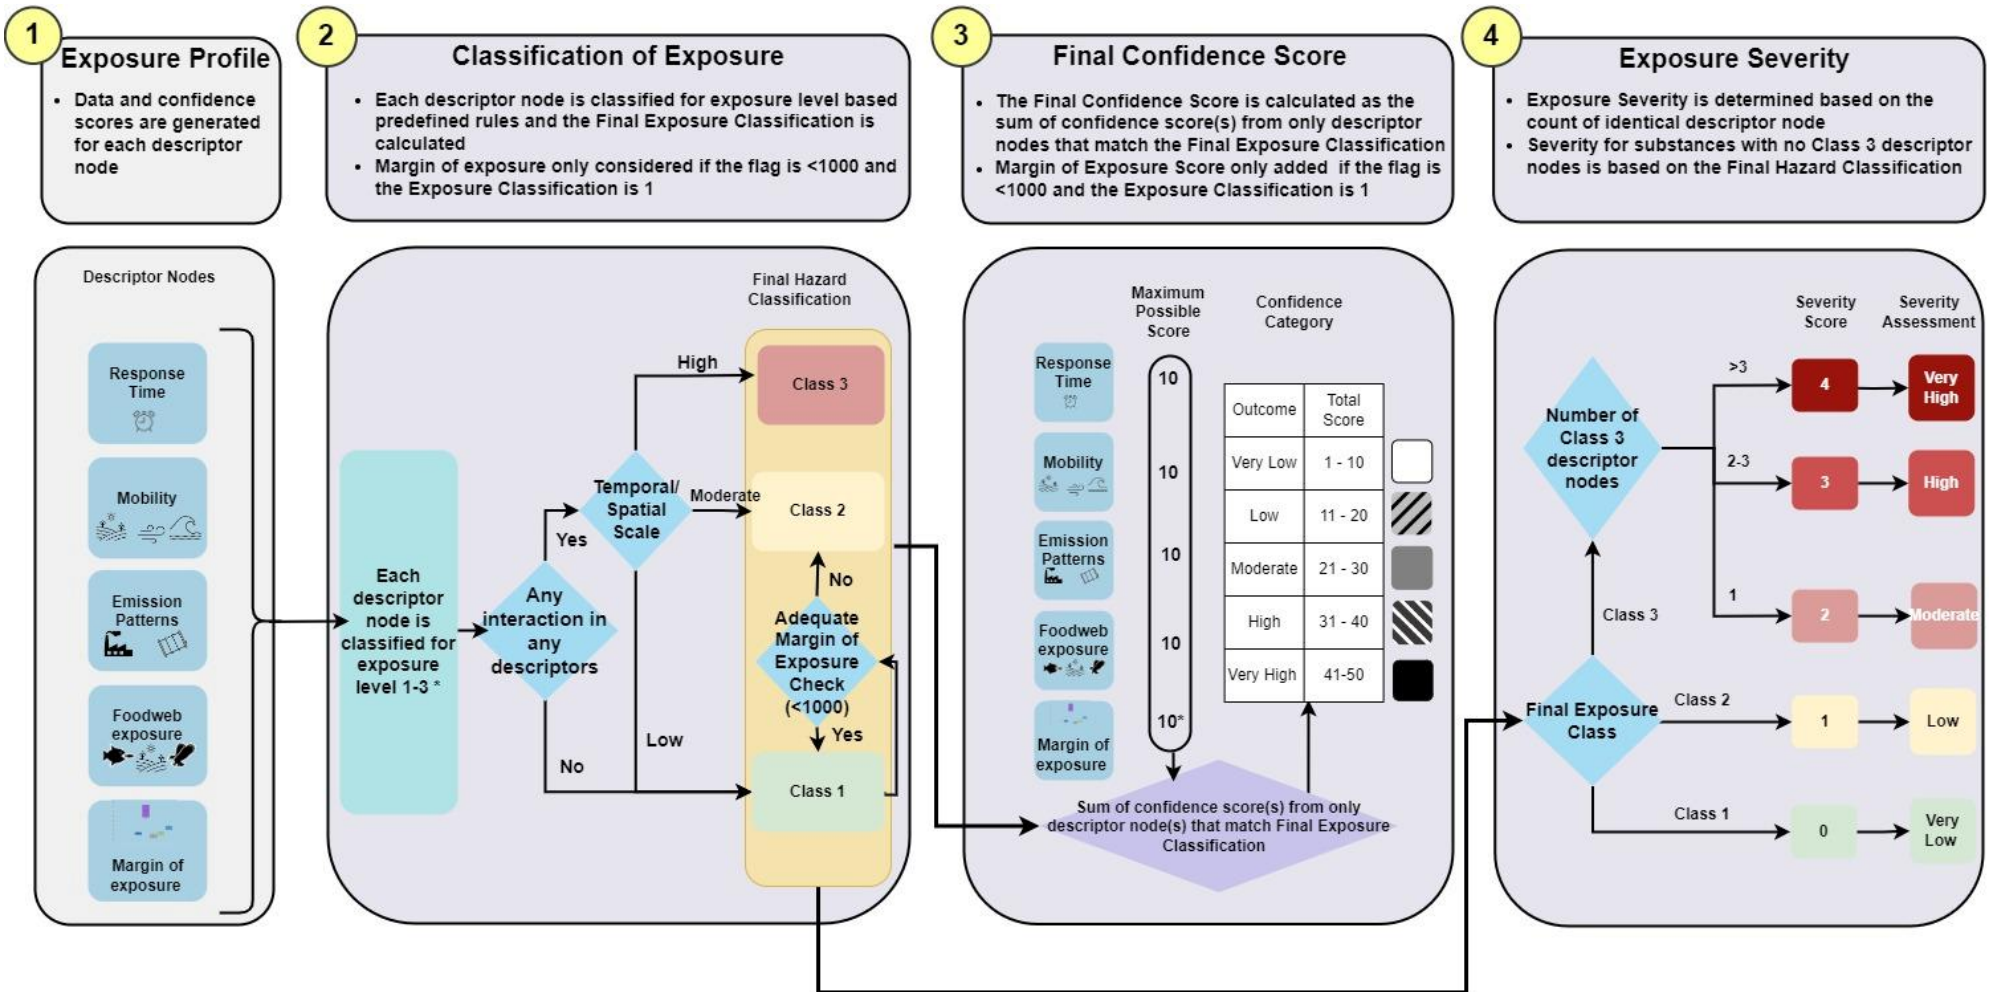 1
Exposure Profile
• Data and confidence
scores are generated
for each descriptor
node
2
Classification of Exposure
• Each descriptor node is classified for exposure level based
predefined rules and the Final Exposure Classification is
calculated
• Margin of exposure only considered if the flag is <1000 and
the Exposure Classification is 1
3
Final Confidence Score
• The Final Confidence Score is calculated as the
sum of confidence score(s) from only descriptor
nodes that match the Final Exposure Classification
• Margin of Exposure Score only added if the flag is
<1000 and the Exposure Classification is 1
4
Exposure Severity
• Exposure Severity is determined based on the
count of identical descriptor node
• Severity for substances with no Class 3 descriptor
nodes is based on the Final Hazard Classification
Descriptor Nodes
Response
Time
Mobility
Emission
Patterns
Foodweb
exposure
Margin of
exposure
Each
descriptor
node is
classified for
exposure
level 1-3 *
Any
interaction in
any
descriptors
Yes
No
Temporal/
Spatial
Scale
High
Moderate
Low
Final Hazard
Classification
Class 3
Class 2
No
Adequate
Margin of
Exposure
Check
(<1000)
Yes
Class 1
Response
Time
Mobility
Emission
Patterns
Foodweb
exposure
Margin of
exposure
Maximum
Possible
Score
10
10
10
10
10*
Confidence
Category
Outcome Total
Score
Very Low 1 - 10
Low 11 - 20
Moderate 21 - 30
High 31 - 40
Very High 41-50
Sum of confidence score(s) from only
descriptor node(s) that match Final Exposure
Classification
Severity
Score
Severity
Assessment
Number of
Class 3
descriptor
nodes
>3
4
Very
High
2-3
3
High
1
2
Moderate
Class 3
Final Exposure
Class
Class 2
1
Low
Class 1
0
Very
Low